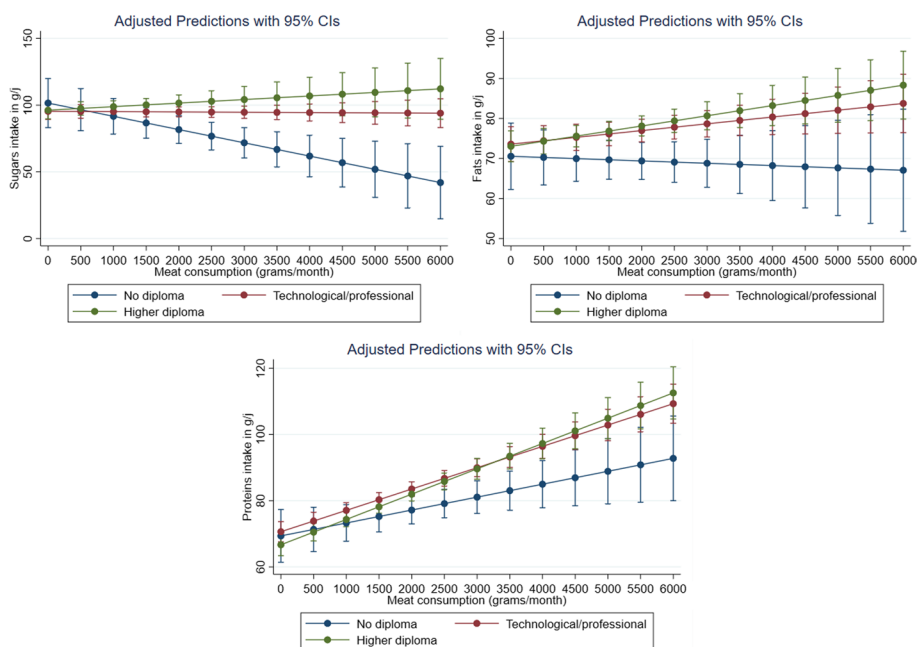 Adjusted Predictions with 95% CIs
Sugars intake in g/j
150
100
50
0
0 500 1000 1500 2000 2500 3000 3500 4000 4500 5000 5500 6000
Meat consumption (grams/month)
No diploma Technological/professional
Higher diploma
Adjusted Predictions with 95% CIs
Fats intake in g/j
100
90
80
70
60
50
0 500 1000 1500 2000 2500 3000 3500 4000 4500 5000 5500 6000
Meat consumption (grams/month)
No diploma Technological/professional
Higher diploma
Adjusted Predictions with 95% CIs
Proteins intake in g/j
120
100
80
60
0 500 1000 1500 2000 2500 3000 3500 4000 4500 5000 5500 6000
Meat consumption (grams/month)
No diploma Technological/professional
Higher diploma